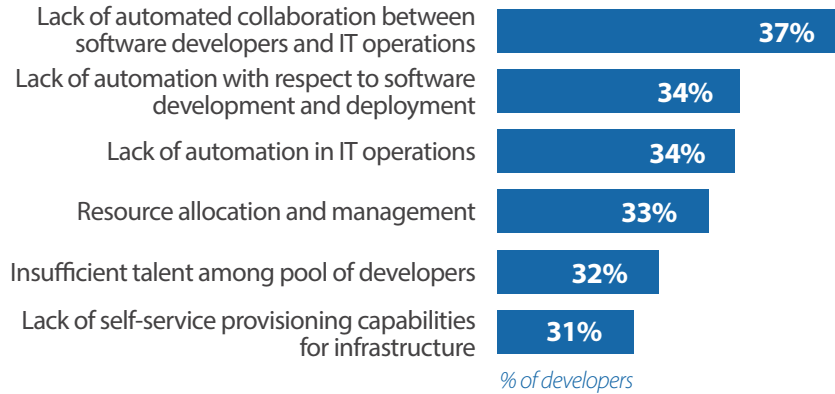 Lack of automated collaboration between
software developers and IT operations
37%
Lack of automation with respect to software
development and deployment
34%
Lack of automation in IT operations
34%
Resource allocation and management
33%
Insufficient talent among pool of developers
32%
Lack of self-service provisioning capabilities
for infrastructure
31%
% of developers